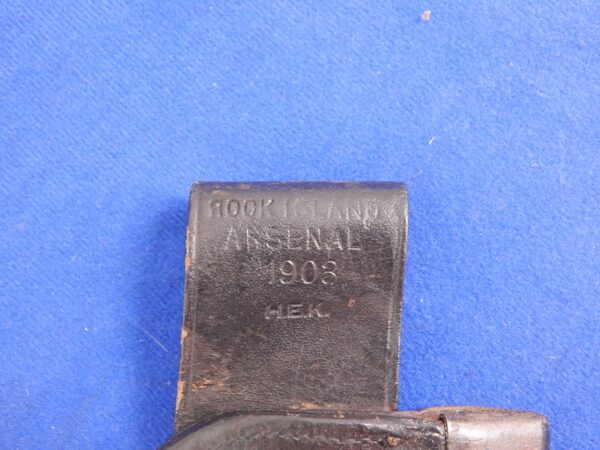 ROCK ISLAND
ARSENAL
1903
H.E.K.